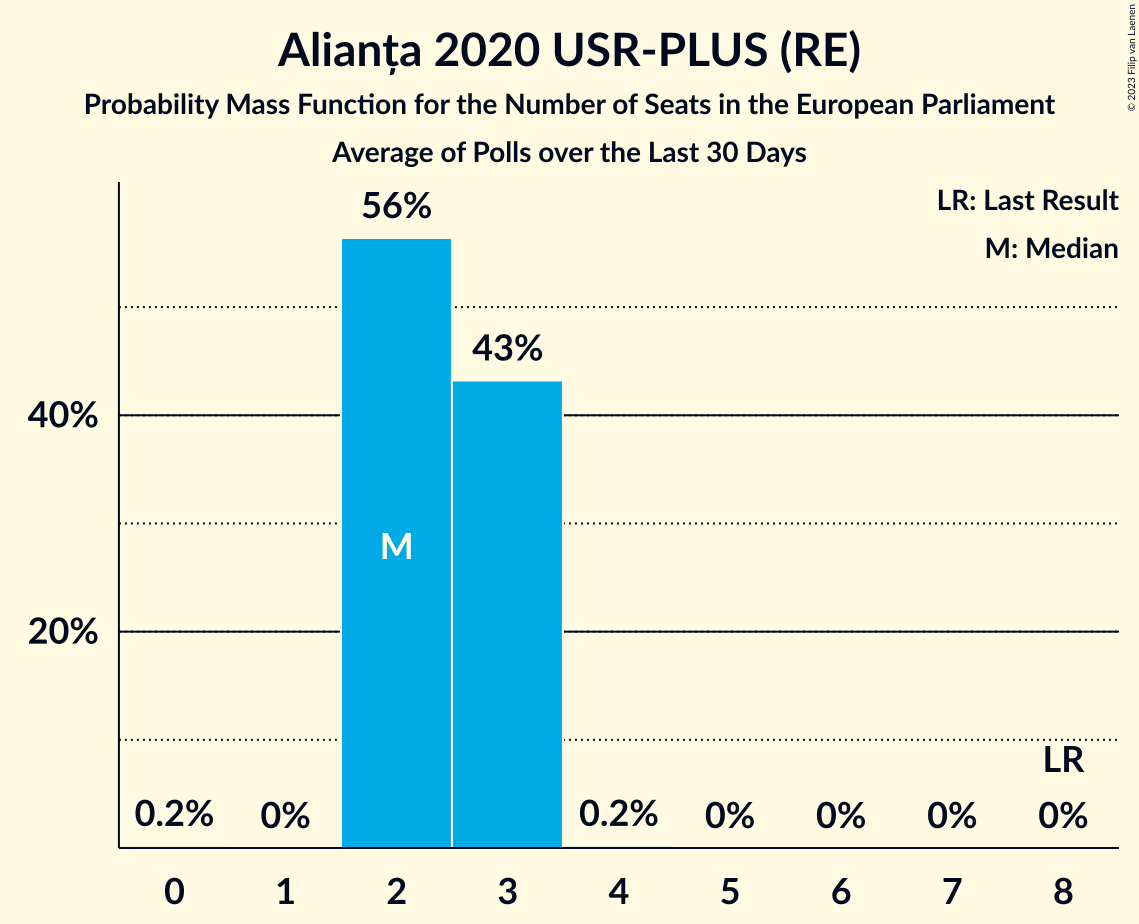 Alianța 2020 USR-PLUS (RE)
Probability Mass Function for the Number of Seats in the European Parliament
Average of Polls over the Last 30 Days
© 2023 Filip van Laenen
LR: Last Result
M: Median
56%
43%
40%
20%
M
LR
0.2% 0% 0.2% 0% 0% 0% 0%
0 1 2 3 4 5 6 7 8